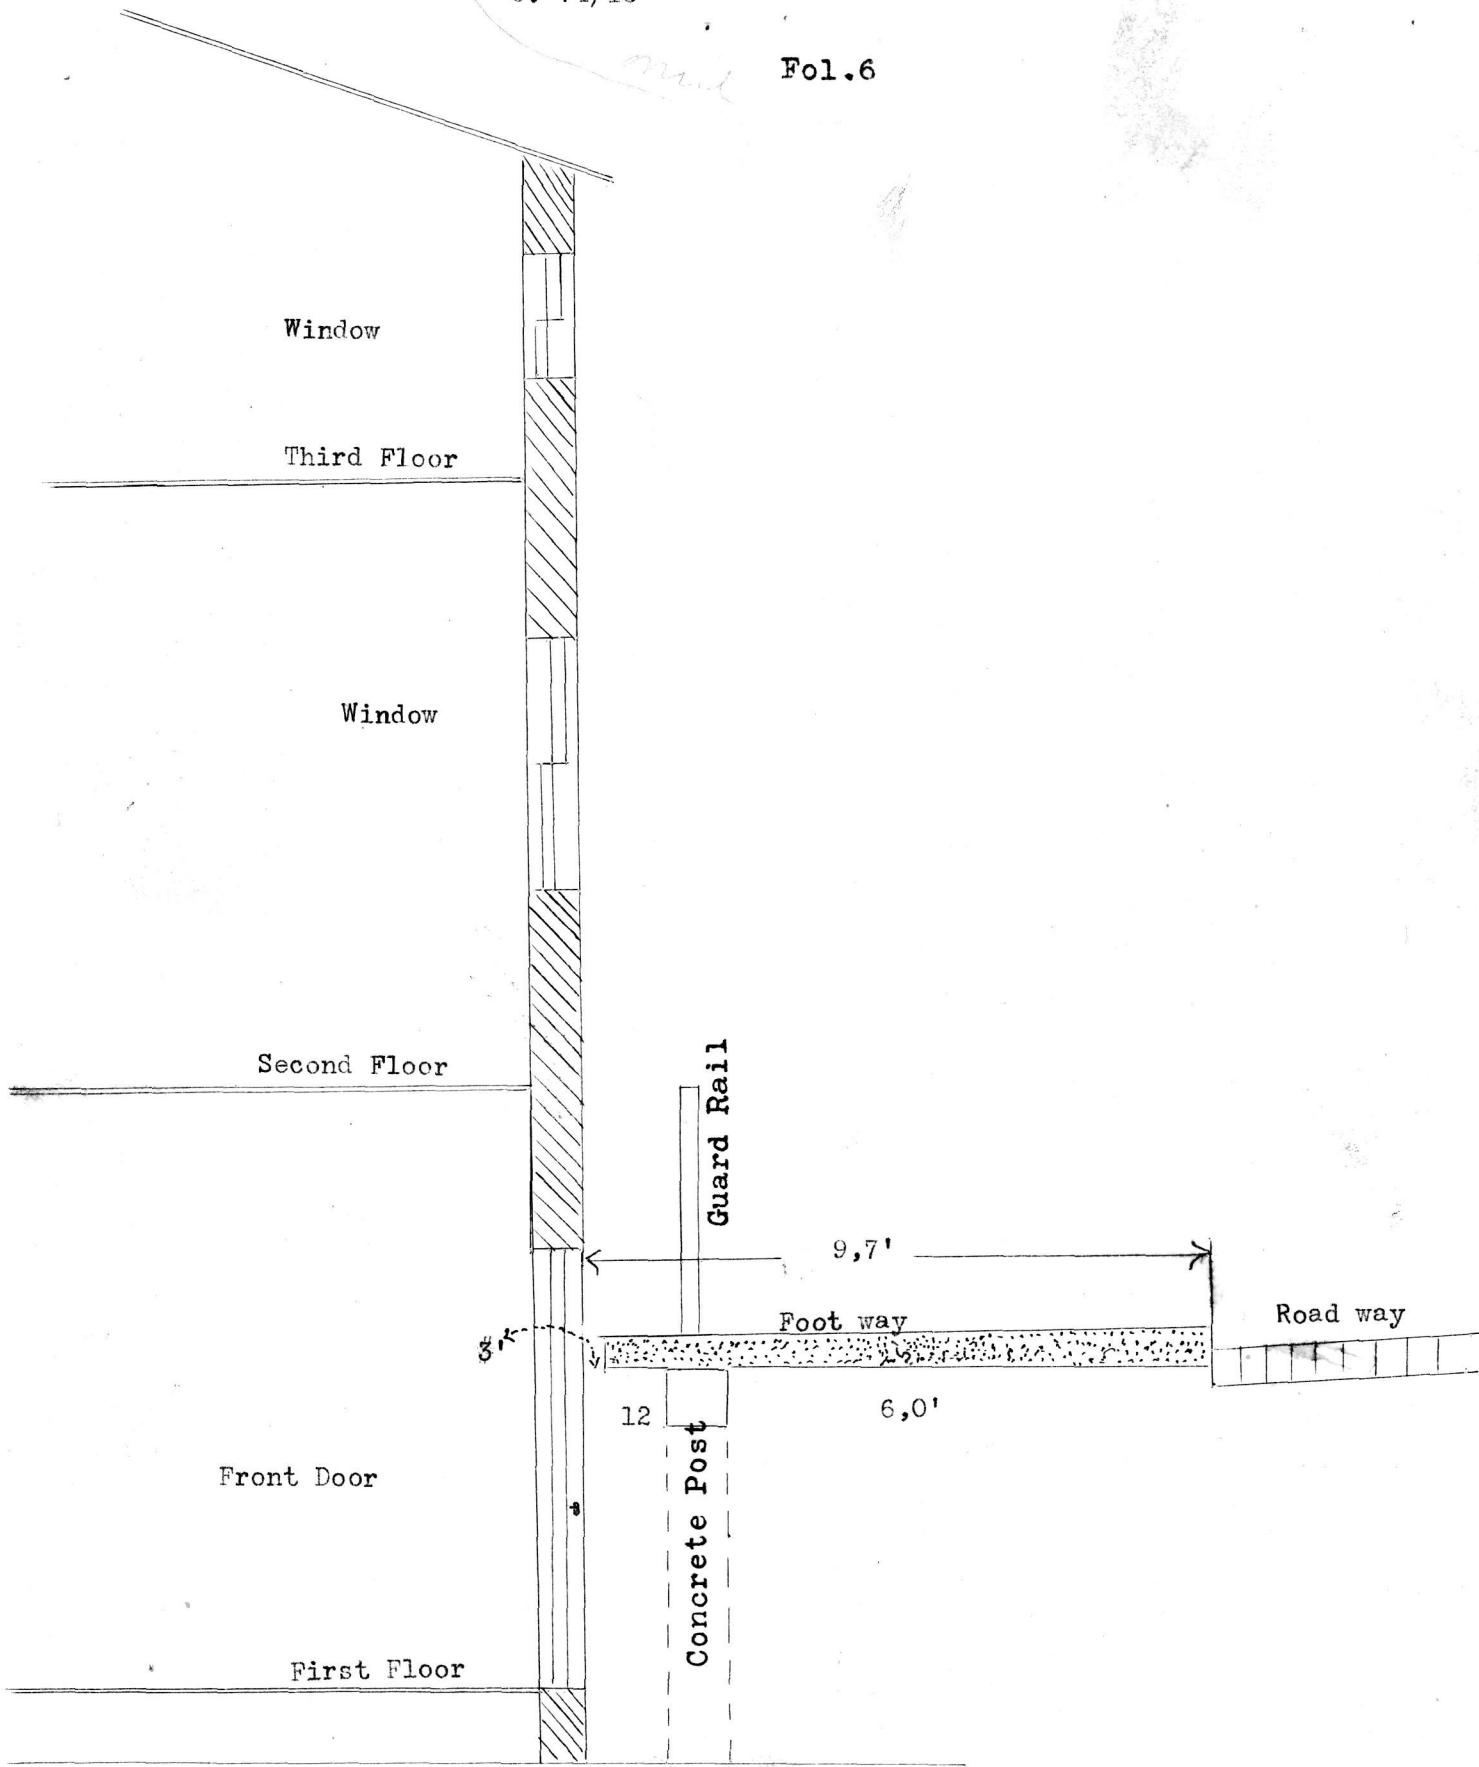 Fol.6
Window
Third Floor
Window
Second Floor
Guard Rail
9,7'
Foot way
Road way
3'
12
6,0'
Concrete Post
Front Door
First Floor